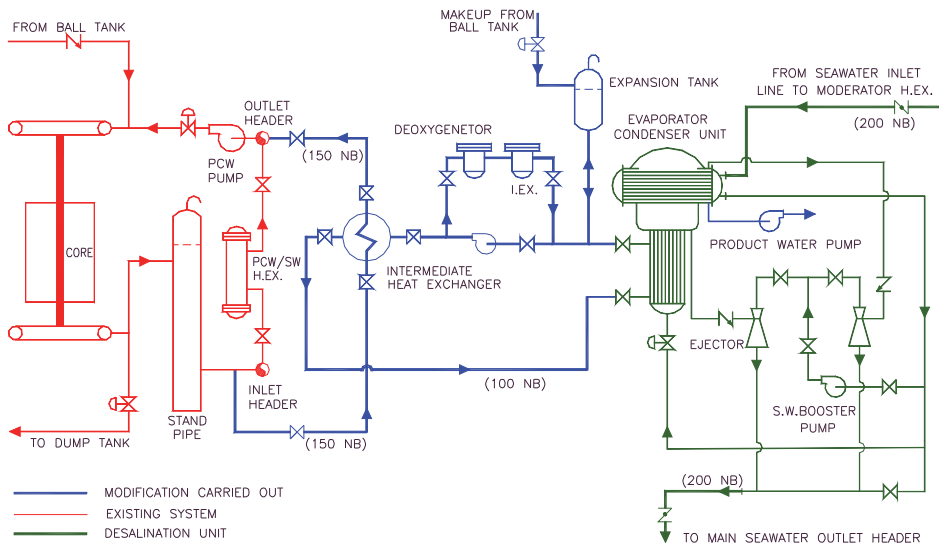 FROM BALL TANK
MAKEUP FROM
BALL TANK
EXPANSION TANK
FROM SEAWATER INLET
LINE TO MODERATOR H.EX.
(200 NB)
OUTLET
HEADER
DEOXYGENETOR
EVAPORATOR
CONDENSER UNIT
(150 NB)
PCW
PUMP
I.EX.
CORE
PCW/SW
H.EX.
INTERMEDIATE
HEAT EXCHANGER
PRODUCT WATER PUMP
EJECTOR
INLET
HEADER
(100 NB)
S.W.BOOSTER
PUMP
STAND
PIPE
TO DUMP TANK
(150 NB)
(200 NB)
MODIFICATION CARRIED OUT
EXISTING SYSTEM
DESALINATION UNIT
TO MAIN SEAWATER OUTLET HEADER